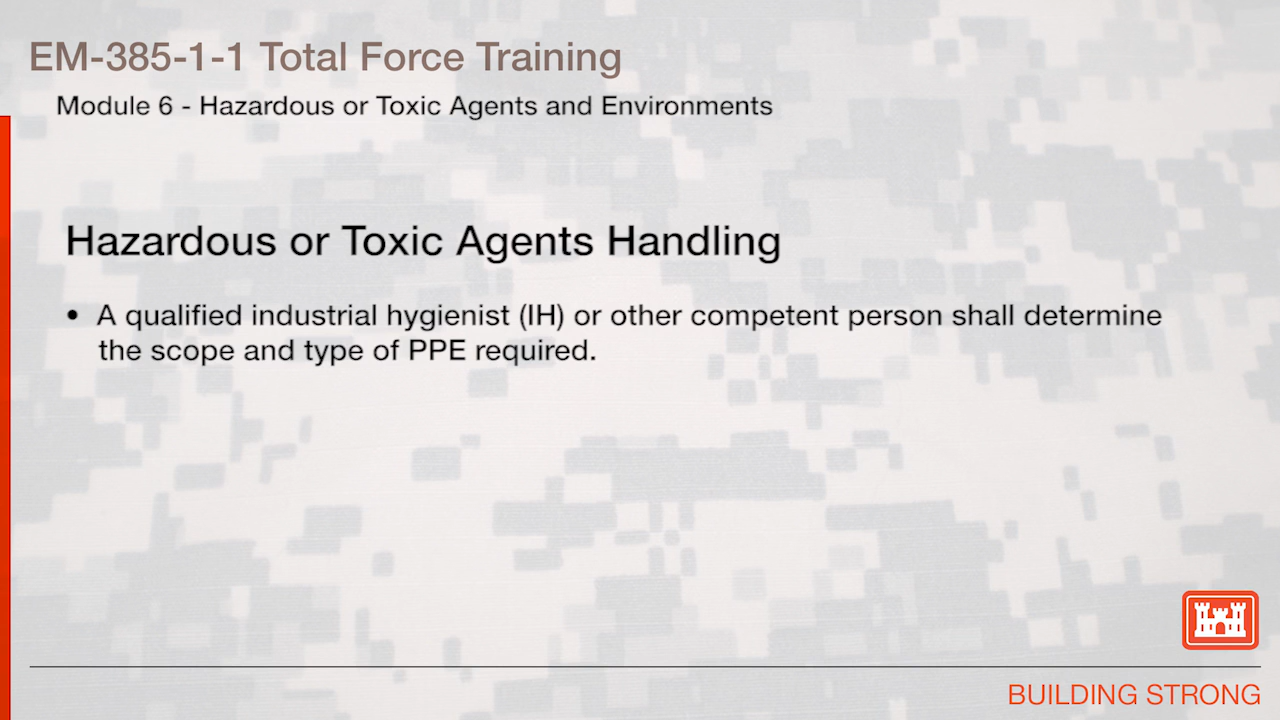 EM-385-1-1 Total Force Training
Module 6 - Hazardous or Toxic Agents and Environments
Hazardous or Toxic Agents Handling
• A qualified industrial hygienist (IH) or other competent person shall determine
the scope and type of PPE required.
BUILDING STRONG